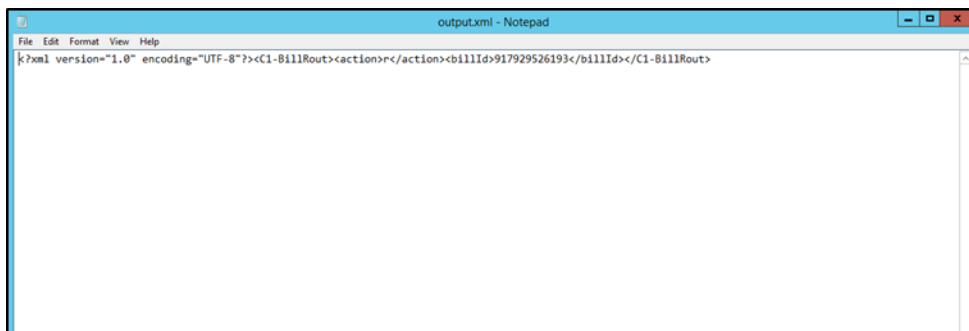 output.xml - Notepad
File Edit Format View Help
<?xml version="1.0" encoding="UTF-8"?><C1-BillRout><action>r</action><billId>917929526193</billId></C1-BillRout>